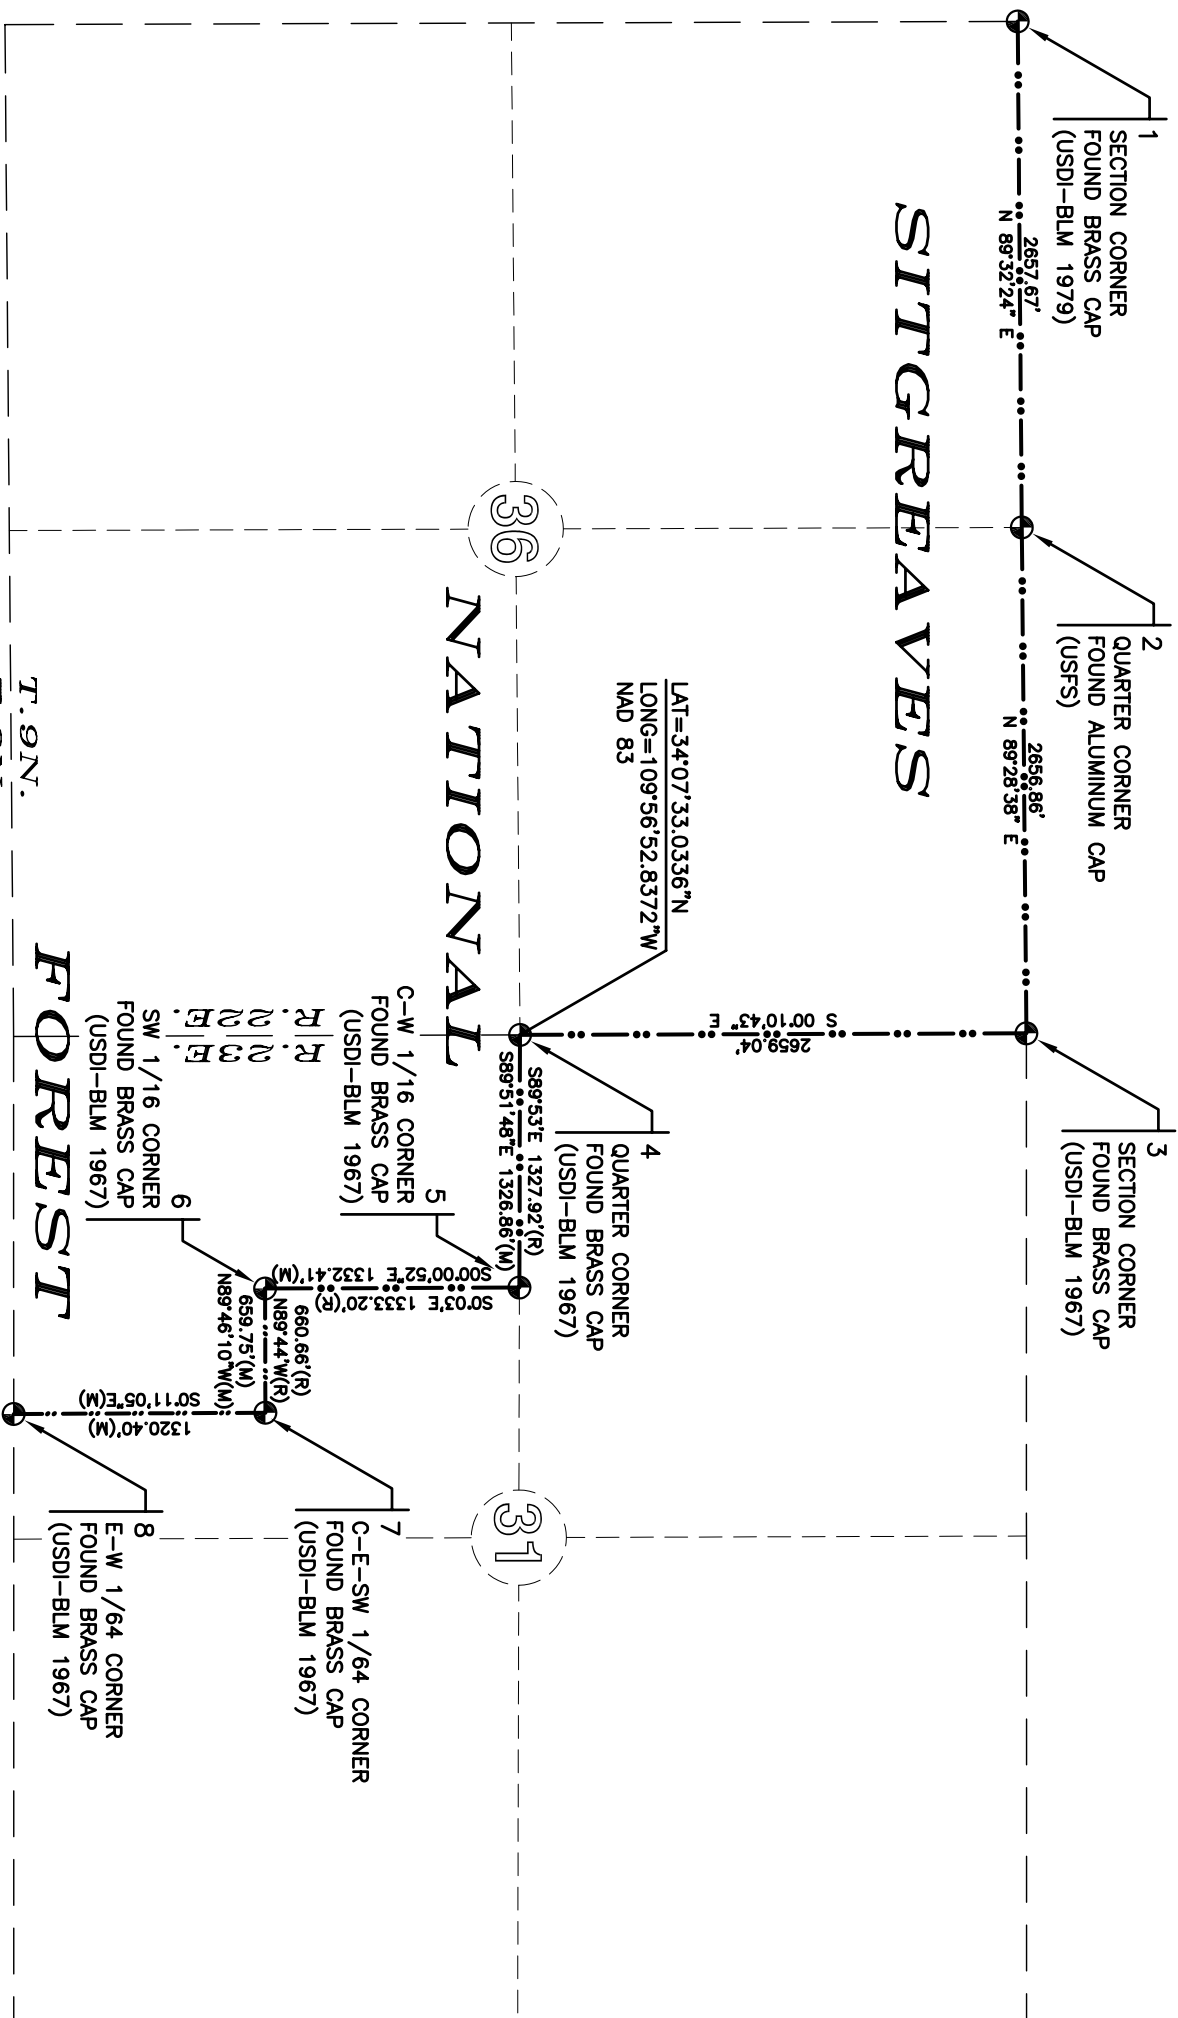 1
SECTION CORNER
FOUND BRASS CAP
(USDI-BLM 1979)
2657.67'
N 89°32'24" E
2
QUARTER CORNER
FOUND ALUMINUM CAP
(USFS)
2656.86'
N 89°28'38" E
3
SECTION CORNER
FOUND BRASS CAP
(USDI-BLM 1967)
SITGREAVES
S 00°10'43" E
2659.04'
LAT=34°07'33.0336"N
LONG=109°56'52.8372"W
NAD 83
4
QUARTER CORNER
FOUND BRASS CAP
(USDI-BLM 1967)
36
NATIONAL
S89°53'E 1327.92'(R)
S89°51'48"E 1326.86'(M)
31
5
C-W 1/16 CORNER
FOUND BRASS CAP
(USDI-BLM 1967)
S00°00'52"E 1332.41'(M)
S0°03'E 1333.20'(R)
R.22E.
R.23E.
6
SW 1/16 CORNER
FOUND BRASS CAP
(USDI-BLM 1967)
660.66'(R)
N89°44'W(R)
659.75'(M)
N89°46'10"W(M)
7
C-E-SW 1/64 CORNER
FOUND BRASS CAP
(USDI-BLM 1967)
S0°11'05"E(M)
1320.40'(M)
8
E-W 1/64 CORNER
FOUND BRASS CAP
(USDI-BLM 1967)
FOREST
T.9N.